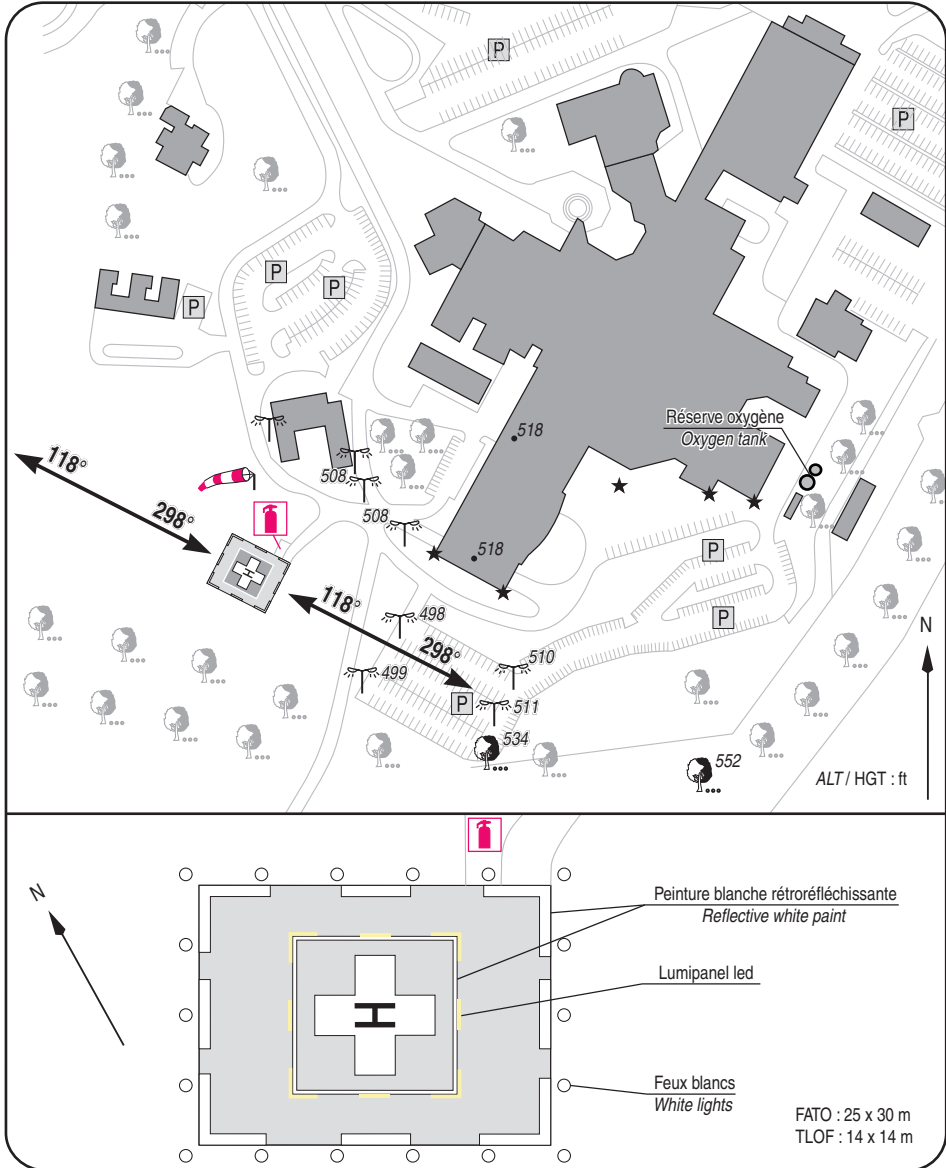 P
P
P
P
P
Réserve oxygène
Oxygen tank
518
508
118°
298°
508
518
P
118°
498
P
298°
510
499
P
511
N
534
552
ALT / HGT : ft
N
Peinture blanche rétroréfléchissante
Reflective white paint
Lumipanel led
H
Feux blancs
White lights
FATO : 25 x 30 m
TLOF : 14 x 14 m